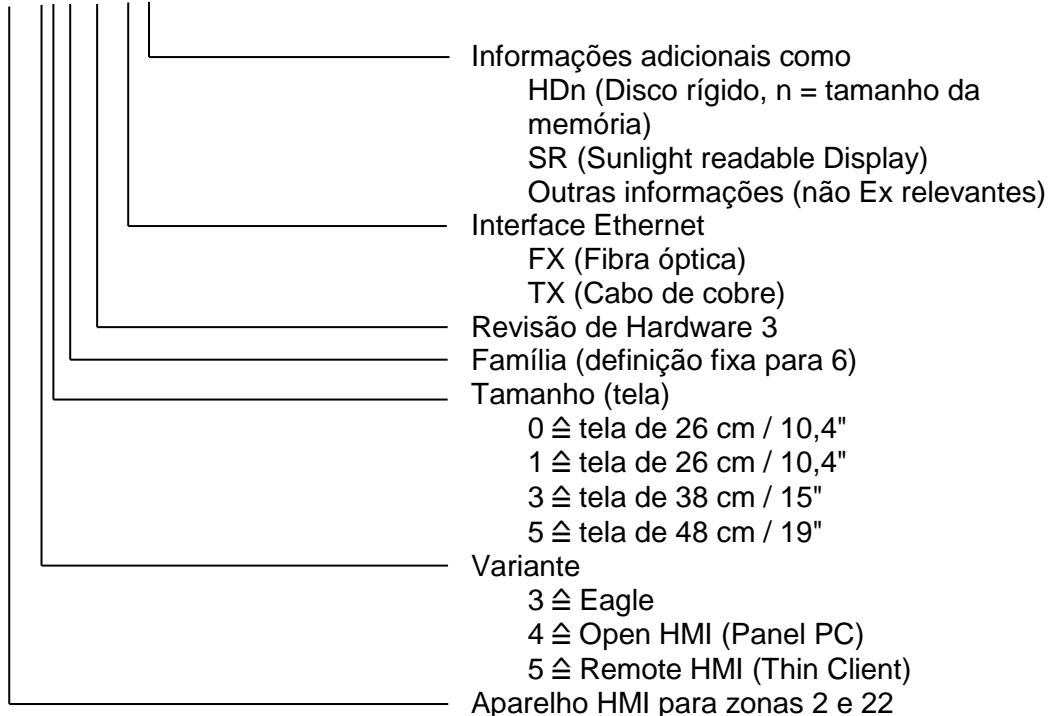 Informações adicionais como
HDn (Disco rígido, n = tamanho da
memória)
SR (Sunlight readable Display)
Outras informações (não Ex relevantes)
Interface Ethernet
FX (Fibra óptica)
TX (Cabo de cobre)
Revisão de Hardware 3
Família (definição fixa para 6)
Tamanho (tela)
0 ≙ tela de 26 cm / 10,4"
1 ≙ tela de 26 cm / 10,4"
3 ≙ tela de 38 cm / 15"
5 ≙ tela de 48 cm / 19"
Variante
3 ≙ Eagle
4 ≙ Open HMI (Panel PC)
5 ≙ Remote HMI (Thin Client)
Aparelho HMI para zonas 2 e 22